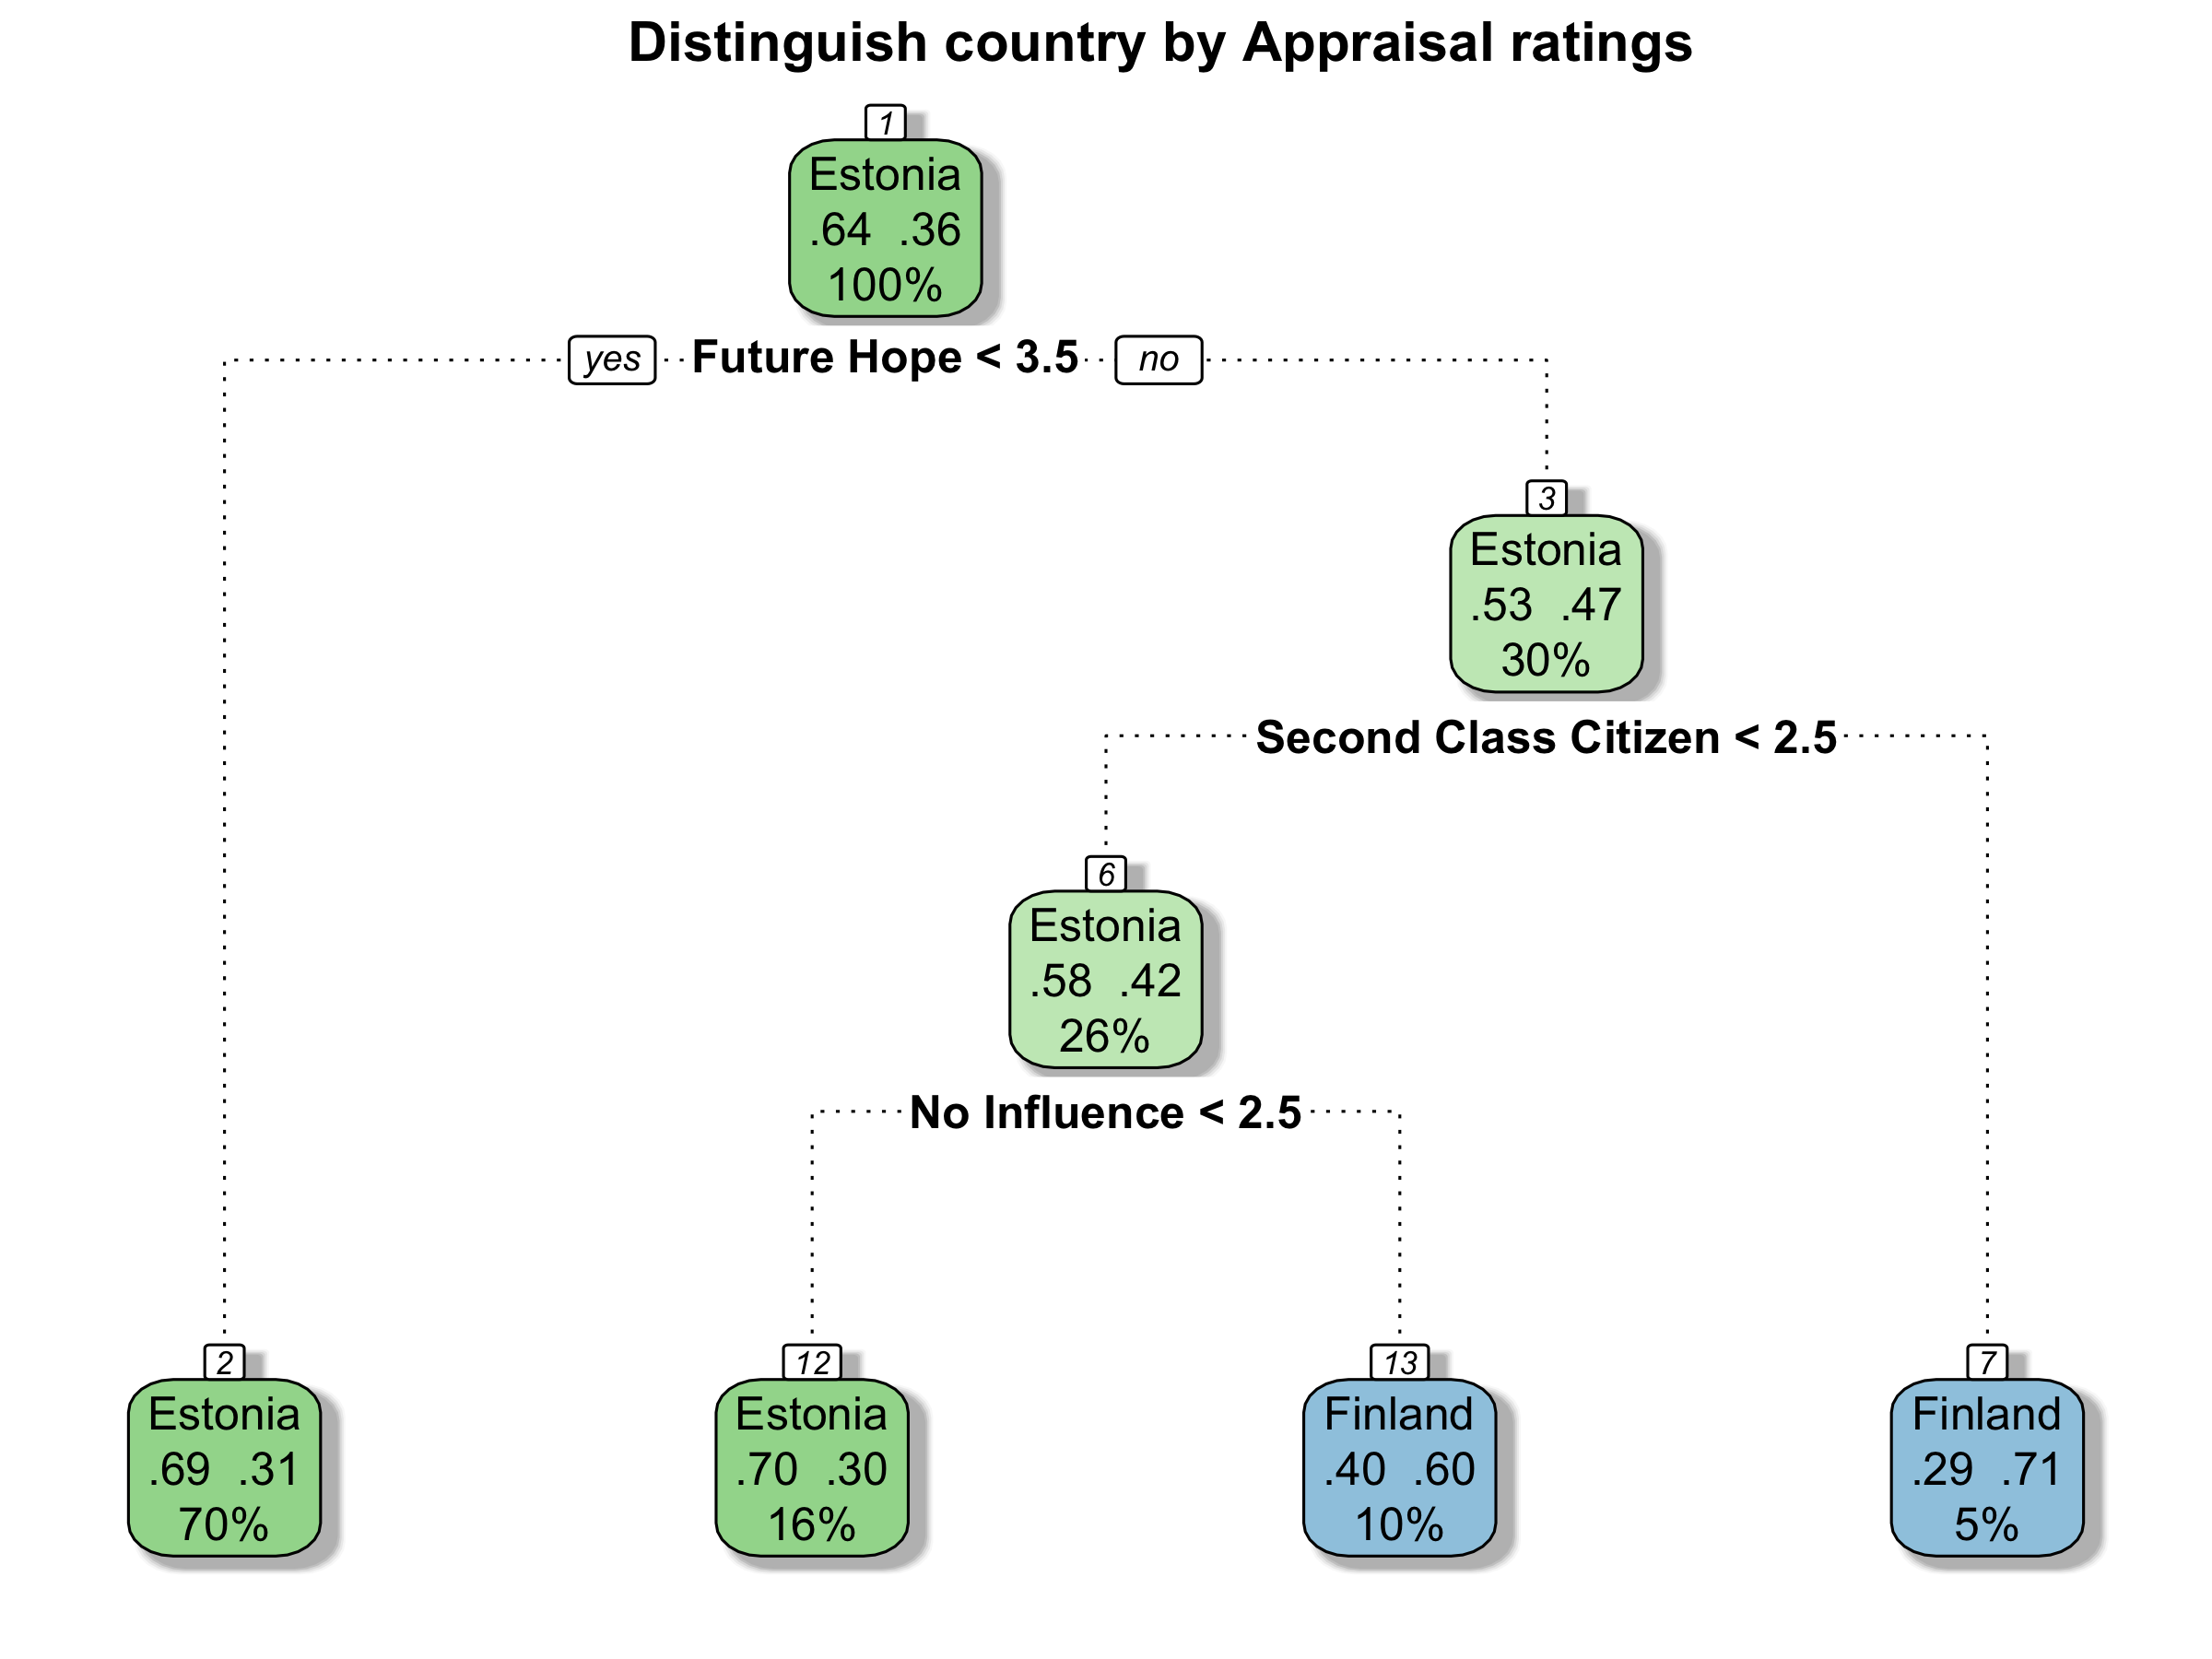 Distinguish country by Appraisal ratings
1
Estonia
.64 .36
100%
yes Future Hope < 3.5 no
3
Estonia
.53 .47
30%
Second Class Citizen < 2.5
6
Estonia
.58 .42
26%
No Influence < 2.5
2
Estonia
.69 .31
70%
12
Estonia
.70 .30
16%
13
Finland
.40 .60
10%
7
Finland
.29 .71
5%